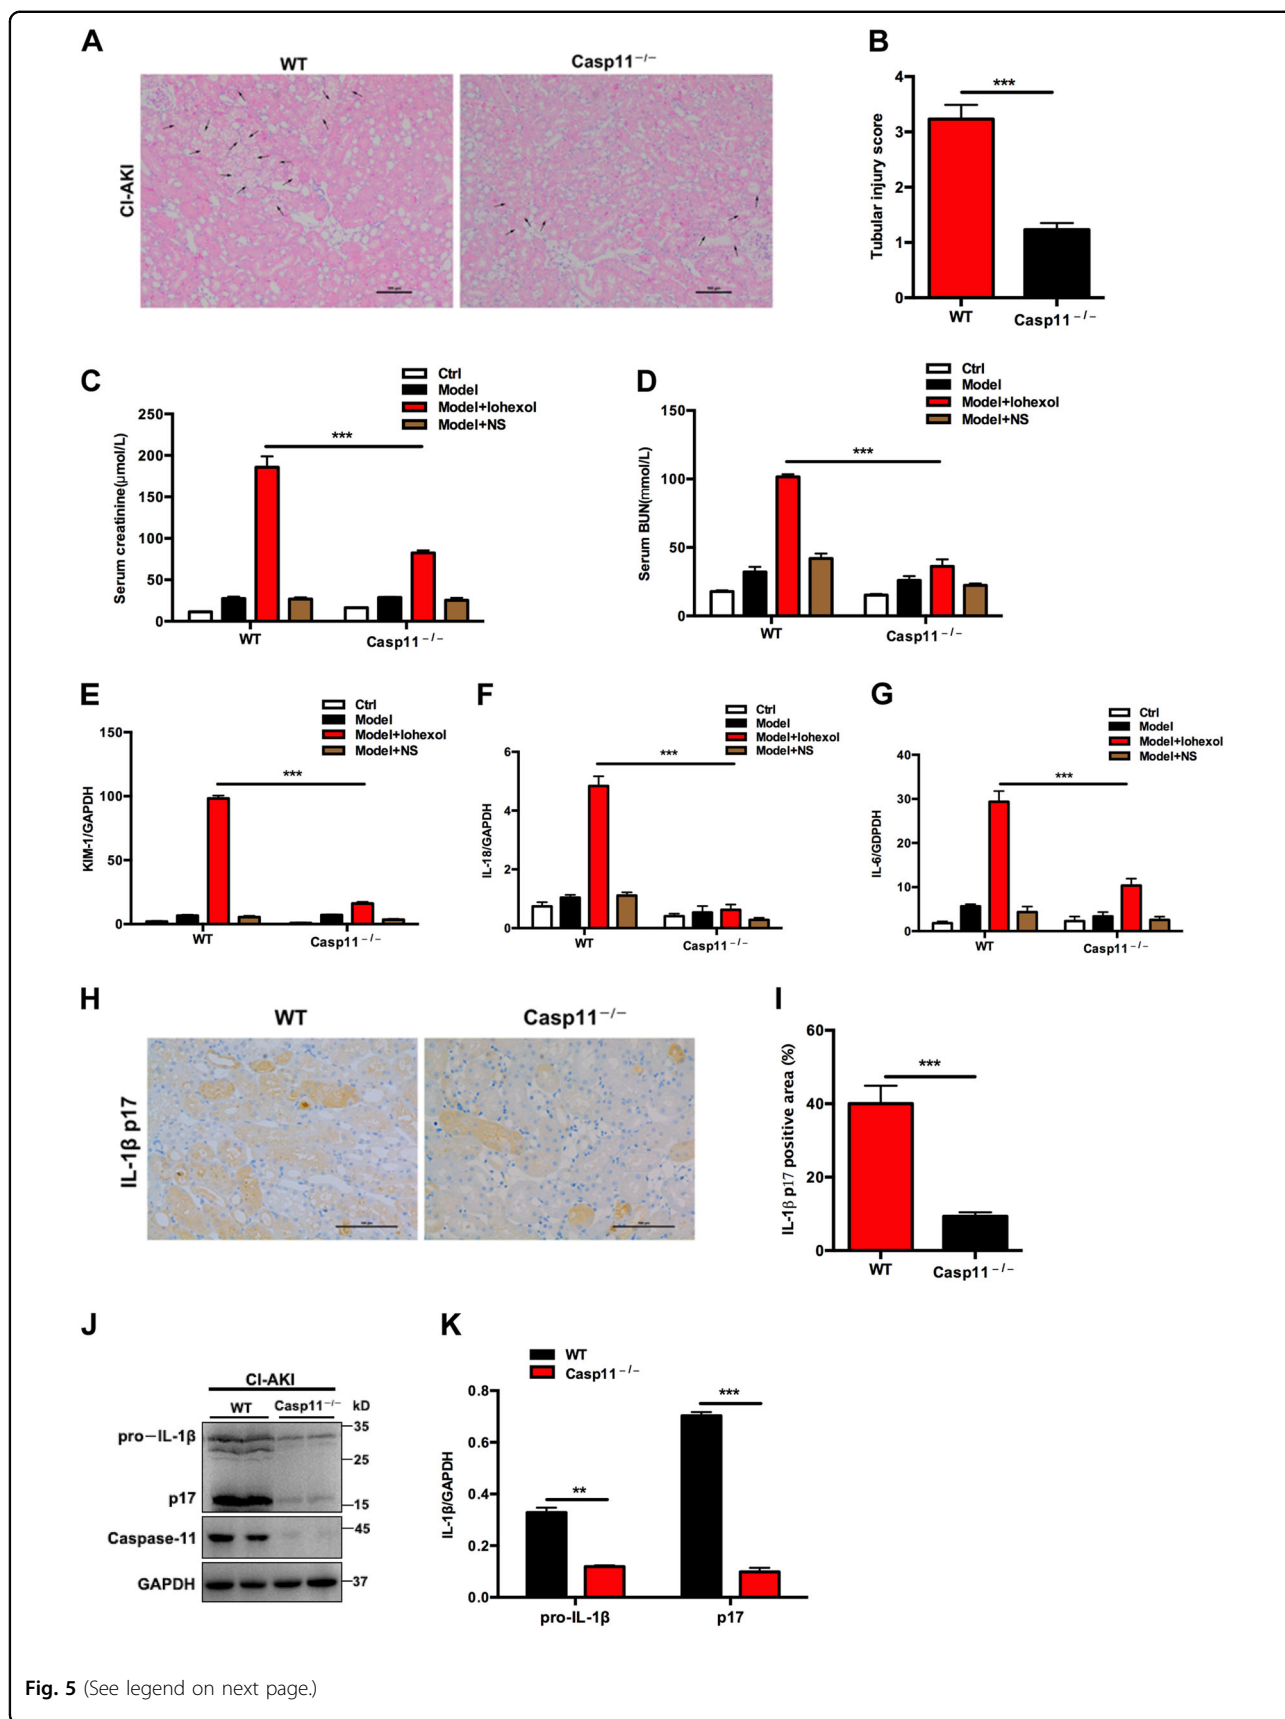 A
WT
Casp11−/−
CI-AKI
100 μm
B
Tubular injury score
4
3
2
1
0
***
WT
Casp11−/−
C
Ctrl
Model
Model+Iohexol
Model+NS
Serum creatinine(μmol/L)
250
200
150
100
50
0
***
WT
Casp11−/−
D
Ctrl
Model
Model+Iohexol
Model+NS
Serum BUN(mmol/L)
150
100
50
0
***
WT
Casp11−/−
E
Ctrl
Model
Model+Iohexol
Model+NS
KIM-1/GAPDH
150
100
50
0
***
WT
Casp11−/−
F
Ctrl
Model
Model+Iohexol
Model+NS
IL-18/GAPDH
6
4
2
0
***
WT
Casp11−/−
G
Ctrl
Model
Model+Iohexol
Model+NS
IL-6/GDPDH
40
30
20
10
0
***
WT
Casp11−/−
H
WT
Casp11−/−
IL-1β p17
I
IL-1β p17 positive area (%)
60
40
20
0
***
WT
Casp11−/−
J
CI-AKI
WT Casp11−/− kD
pro−IL-1β
35
25
p17
15
Caspase-11
45
GAPDH
37
K
WT
Casp11−/−
IL-1β/GAPDH
0.8
0.6
0.4
0.2
0.0
**
***
pro-IL-1β
p17
Fig. 5 (See legend on next page.)